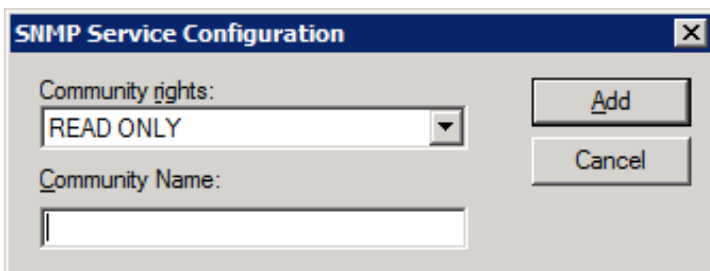 SNMP Service Configuration
Community rights:
READ ONLY
Add
Cancel
Community Name: